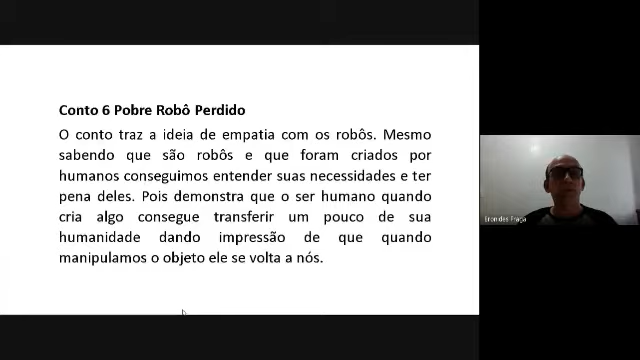 Conto 6 Pobre Robô Perdido
O conto traz a ideia de empatia com os robôs. Mesmo
sabendo que são robôs e que foram criados por
humanos conseguimos entender suas necessidades e ter
pena deles. Pois demonstra que o ser humano quando
cria algo consegue transferir um pouco de sua
humanidade dando impressão de que quando
manipulamos o objeto ele se volta a nós.
Eronides Fraga